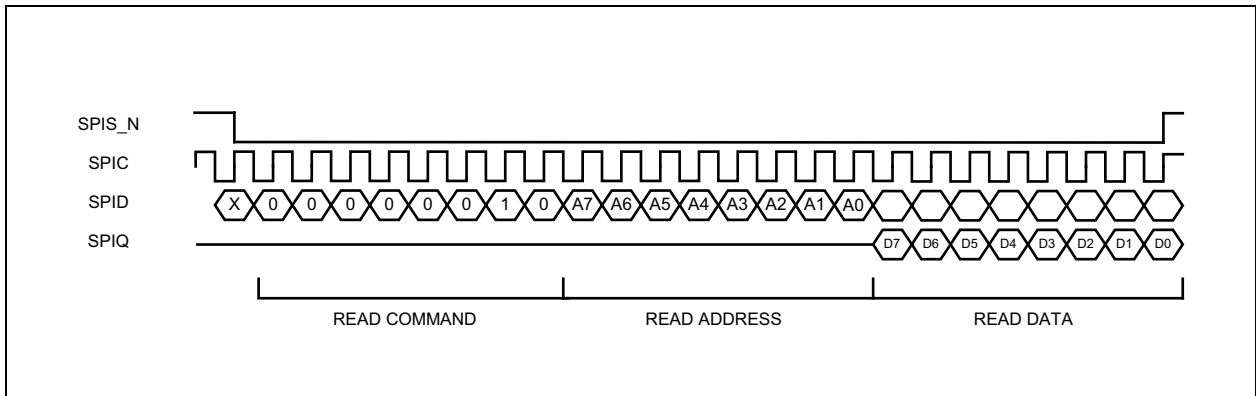 SPIS_N
SPIC
SPID X 0 0 0 0 0 0 1 0 A7 A6 A5 A4 A3 A2 A1 A0
SPIQ D7 D6 D5 D4 D3 D2 D1 D0
READ COMMAND READ ADDRESS READ DATA